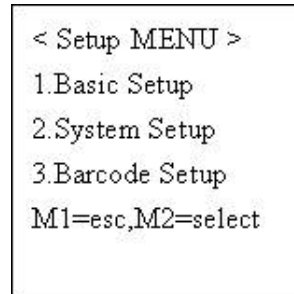 < Setup MENU >
1.Basic Setup
2.System Setup
3.Barcode Setup
M1=esc,M2=select